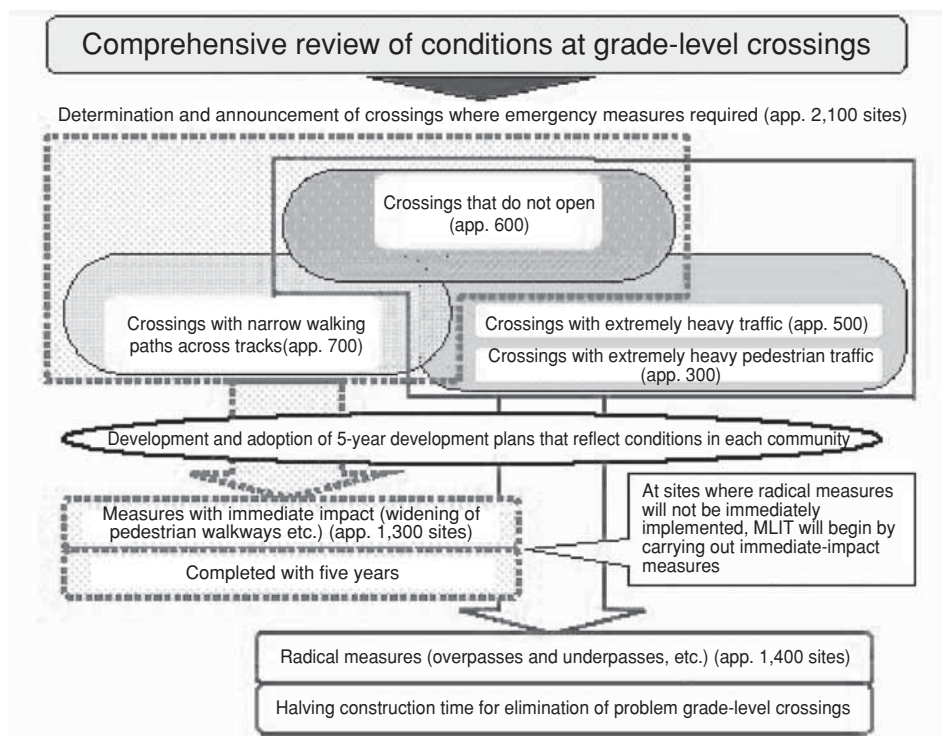 Comprehensive review of conditions at grade-level crossings
Determination and announcement of crossings where emergency measures required (app. 2,100 sites)
Crossings that do not open
(app. 600)
Crossings with narrow walking
paths across tracks(app. 700)
Crossings with extremely heavy traffic (app. 500)
Crossings with extremely heavy pedestrian traffic
(app. 300)
Development and adoption of 5-year development plans that reflect conditions in each community
Measures with immediate impact (widening of
pedestrian walkways etc.) (app. 1,300 sites)
Completed with five years
At sites where radical measures
will not be immediately
implemented, MLIT will begin by
carrying out immediate-impact
measures
Radical measures (overpasses and underpasses, etc.) (app. 1,400 sites)
Halving construction time for elimination of problem grade-level crossings